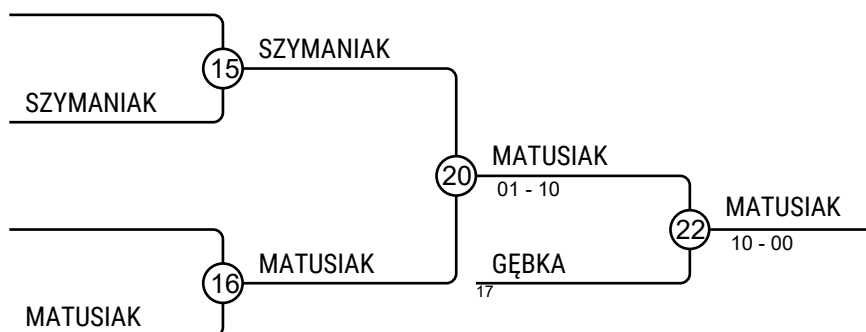 SZYMANIAK
15
SZYMANIAK
MATUSIAK
20
01 - 10
MATUSIAK
22
10 - 00
MATUSIAK
GĘBKA
16
17
MATUSIAK